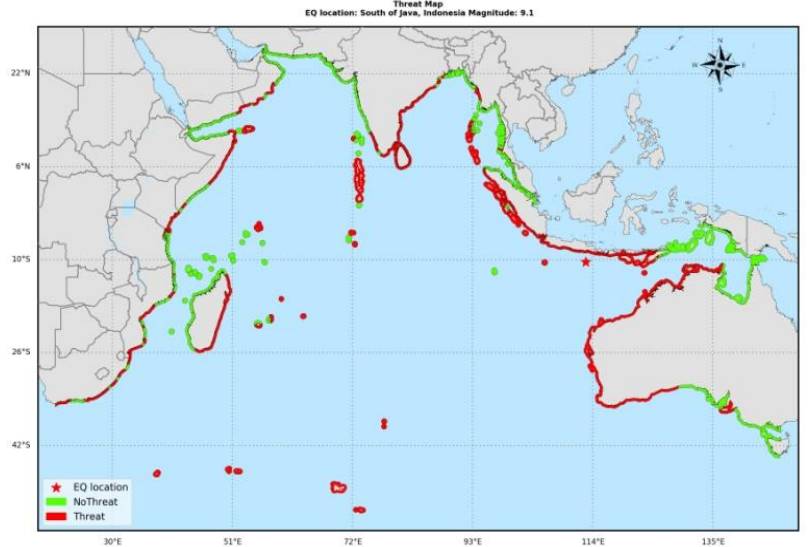 Threat Map
EQ location: South of Java, Indonesia Magnitude: 9.1
N
W E
S
22°N
6°N
10°S
26°S
42°S
EQ location
NoThreat
Threat
30°E 51°E 72°E 93°E 114°E 135°E